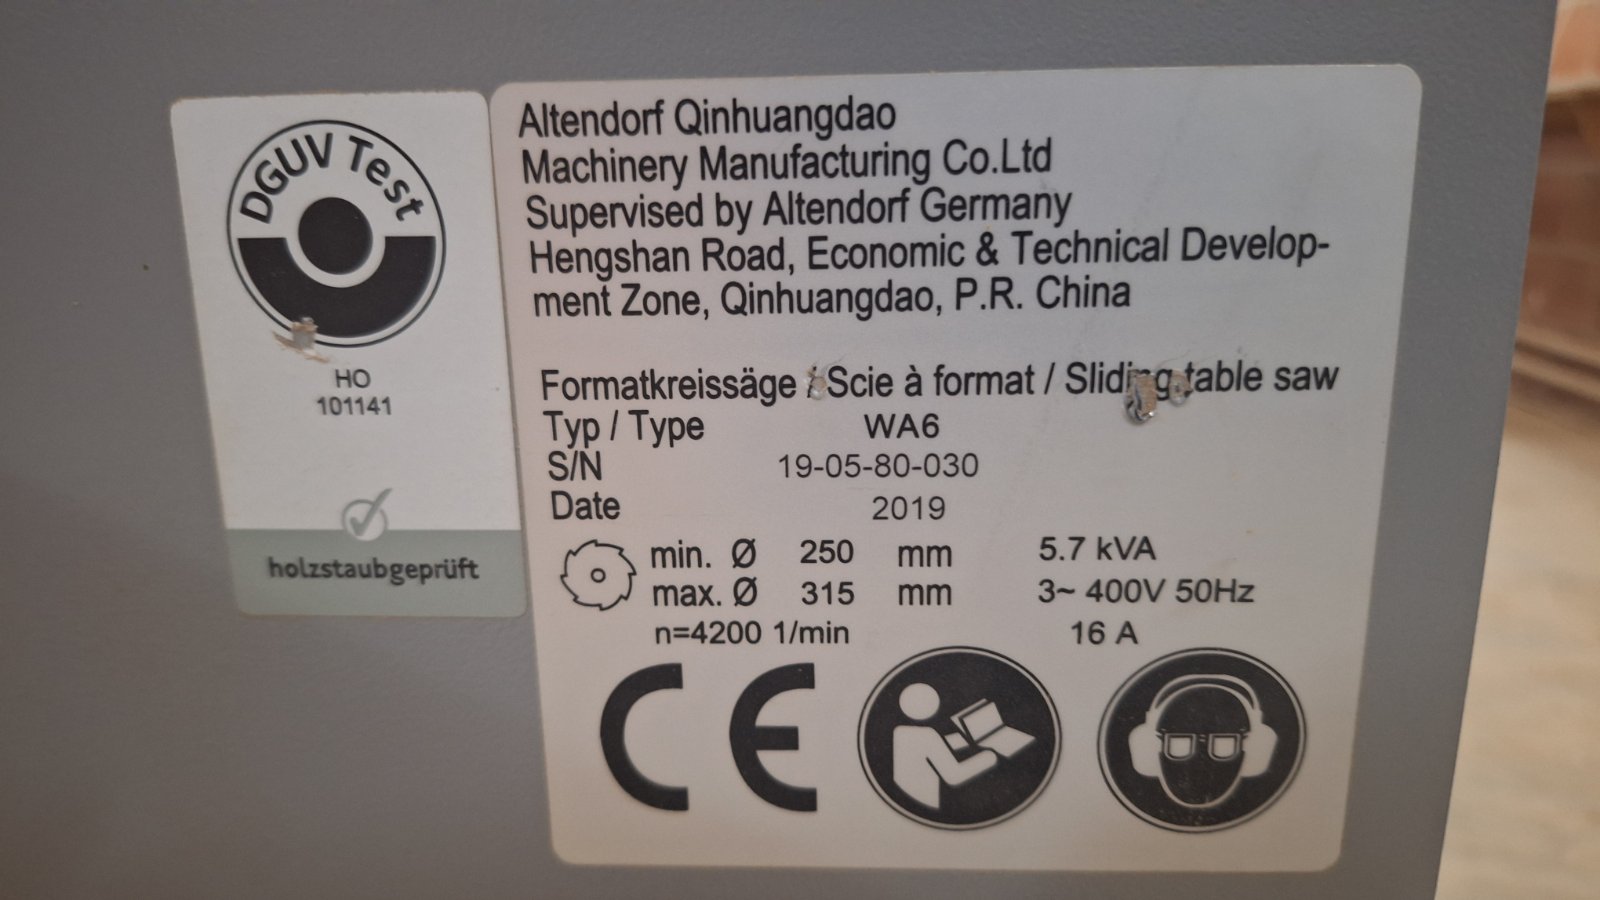 DGUV Test
HO
101141
holzstaubgeprüft
Altendorf Qinhuangdao
Machinery Manufacturing Co.Ltd
Supervised by Altendorf Germany
Hengshan Road, Economic & Technical Develop-
ment Zone, Qinhuangdao, P.R. China
Formatkreissäge / Scie à format / Sliding table saw
Typ / Type WA6
S/N 19-05-80-030
Date 2019
min. Ø 250 mm 5.7 kVA
max. Ø 315 mm 3~ 400V 50Hz
n=4200 1/min 16 A
CE